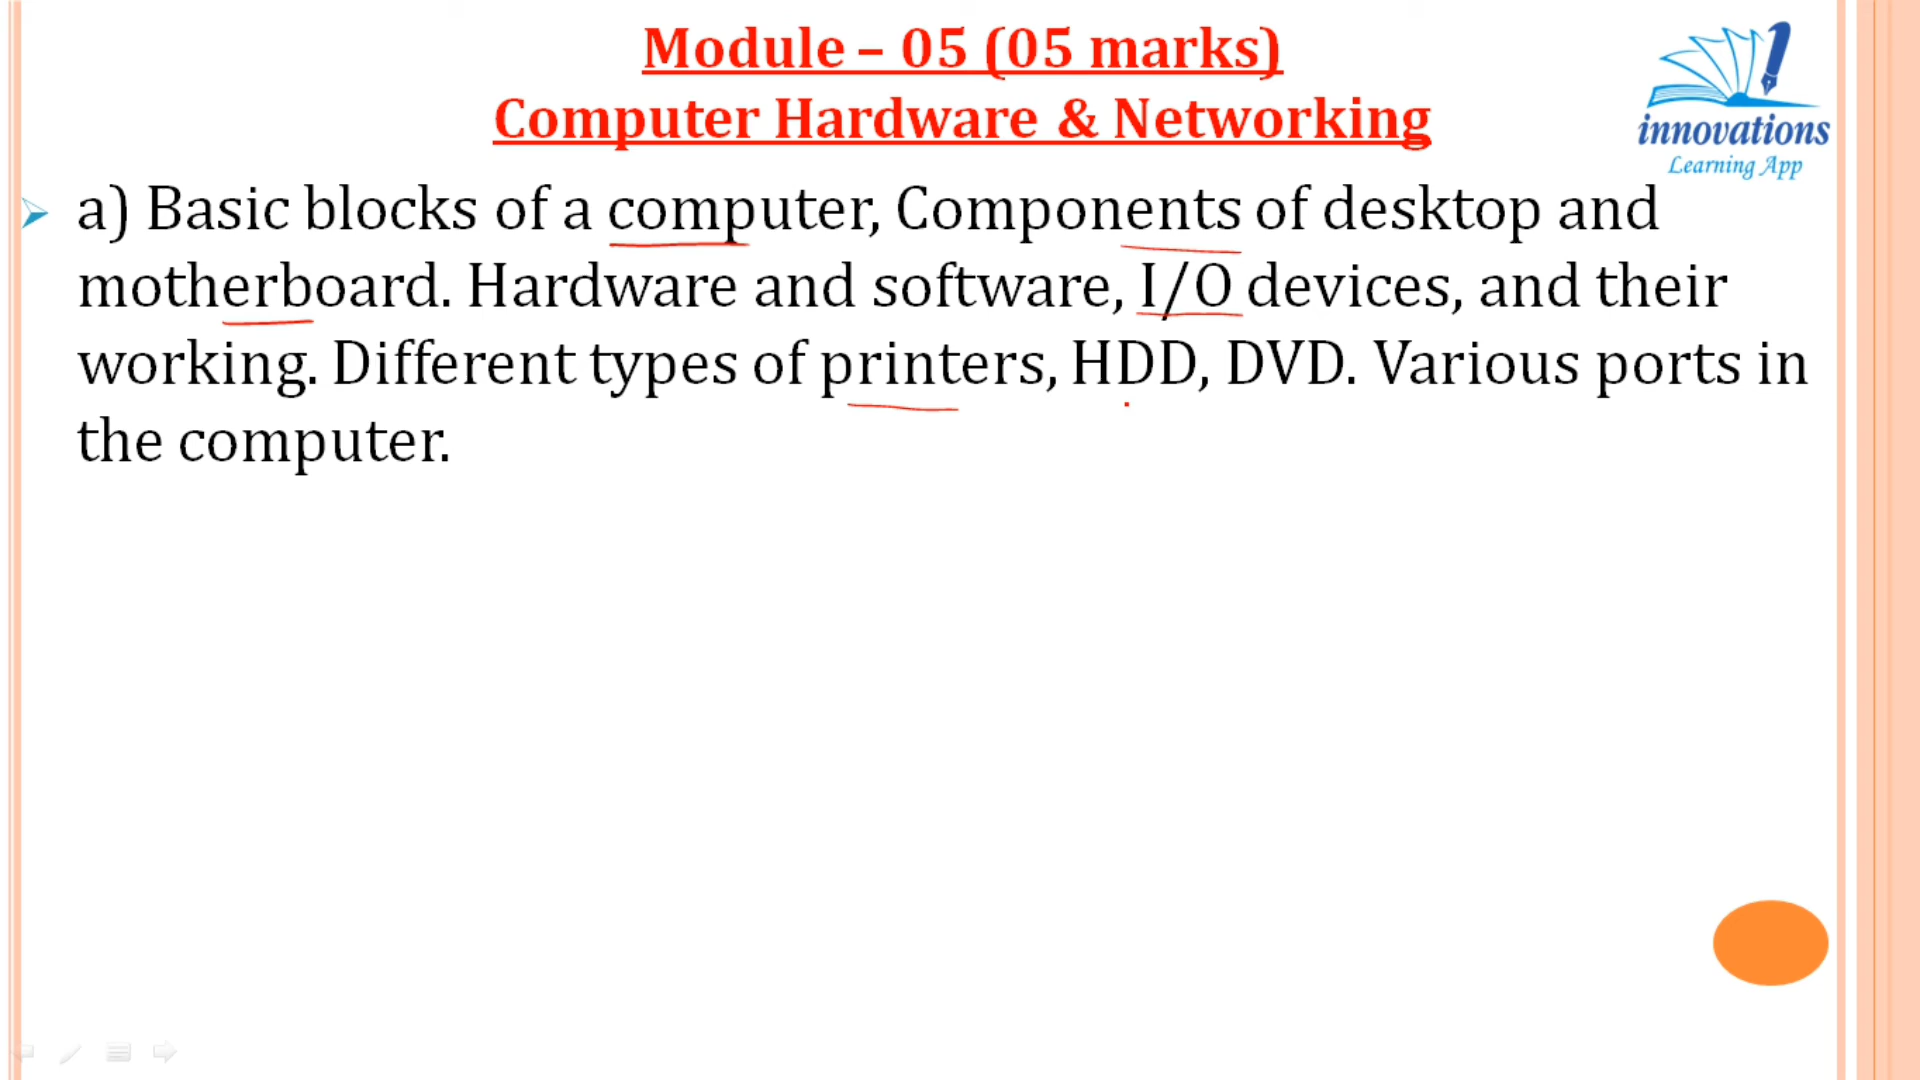 Module – 05 (05 marks)
Computer Hardware & Networking
innovations
Learning App
a) Basic blocks of a computer, Components of desktop and
motherboard. Hardware and software, I/O devices, and their
working. Different types of printers, HDD, DVD. Various ports in
the computer.